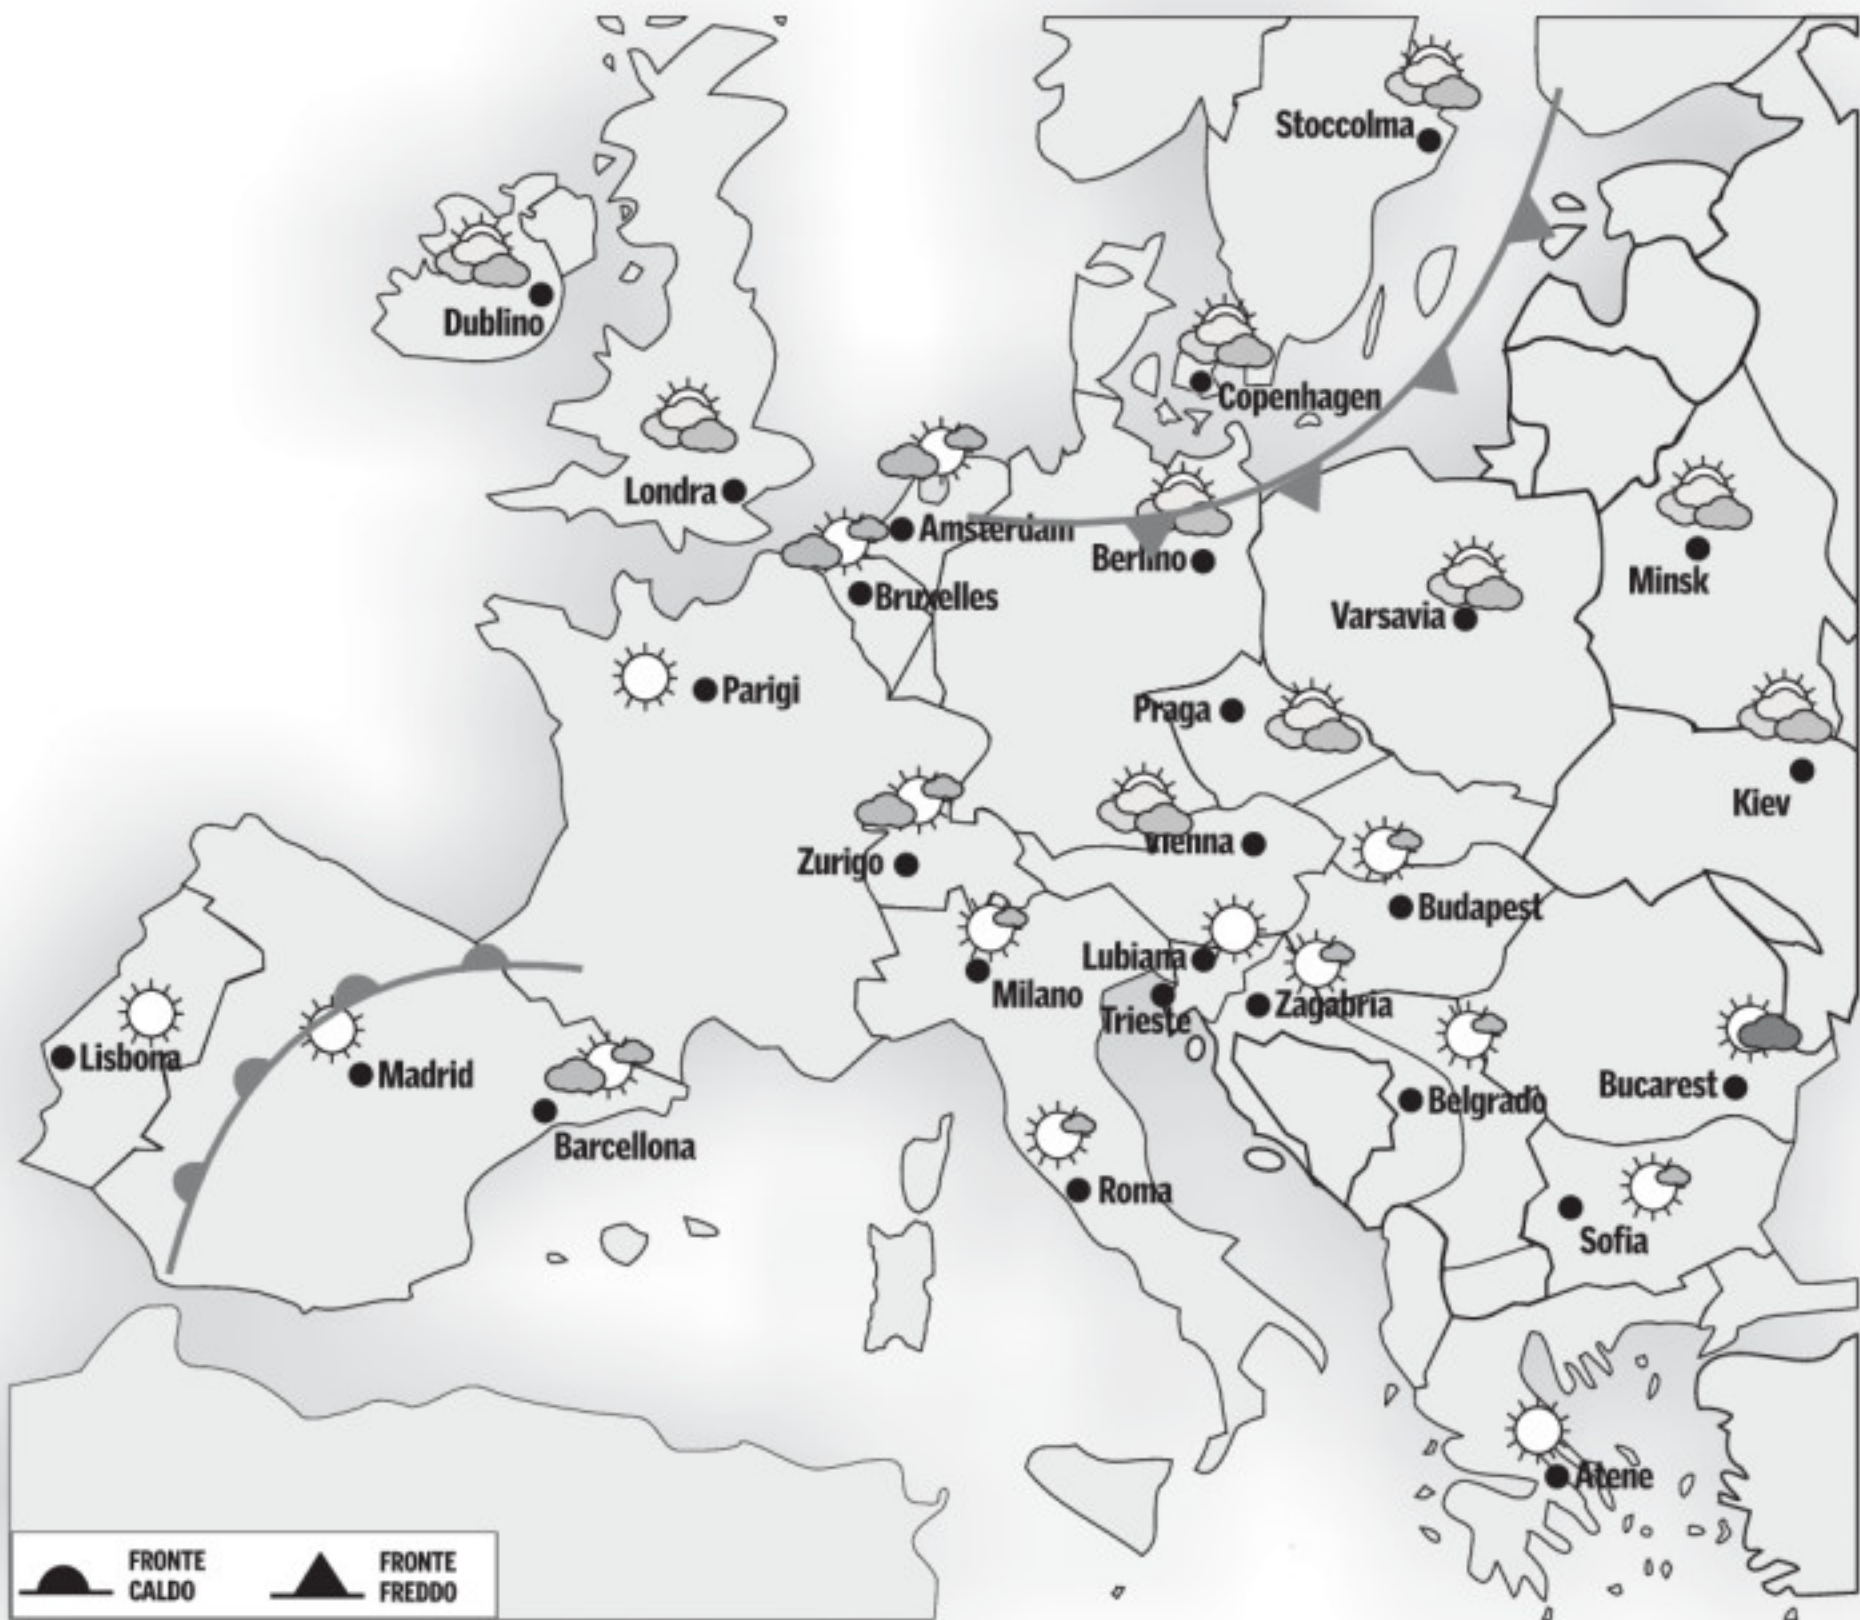 Stoccolma
Dublino
Copenhagen
Londra
Amsterdam
Berlino
Minsk
Bruxelles
Varsavia
Parigi
Praga
Kiev
Vienna
Zurigo
Budapest
Lubiana
Milano
Zagabria
Trieste
Lisbona
Madrid
Bucarest
Belgrado
Barcellona
Roma
Sofia
Atene
FRONTE
CALDO
FRONTE
FREDDO